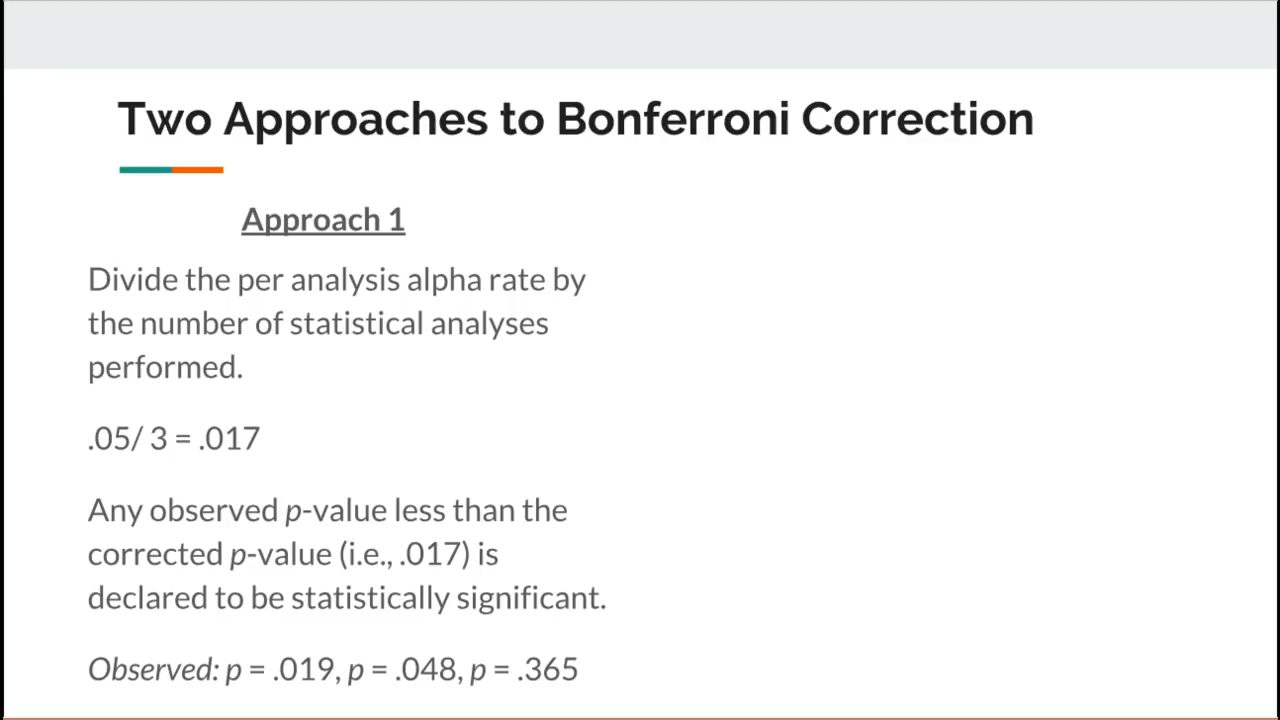 Two Approaches to Bonferroni Correction
Approach 1
Divide the per analysis alpha rate by
the number of statistical analyses
performed.
.05/ 3 = .017
Any observed p-value less than the
corrected p-value (i.e., .017) is
declared to be statistically significant.
Observed: p = .019, p = .048, p = .365